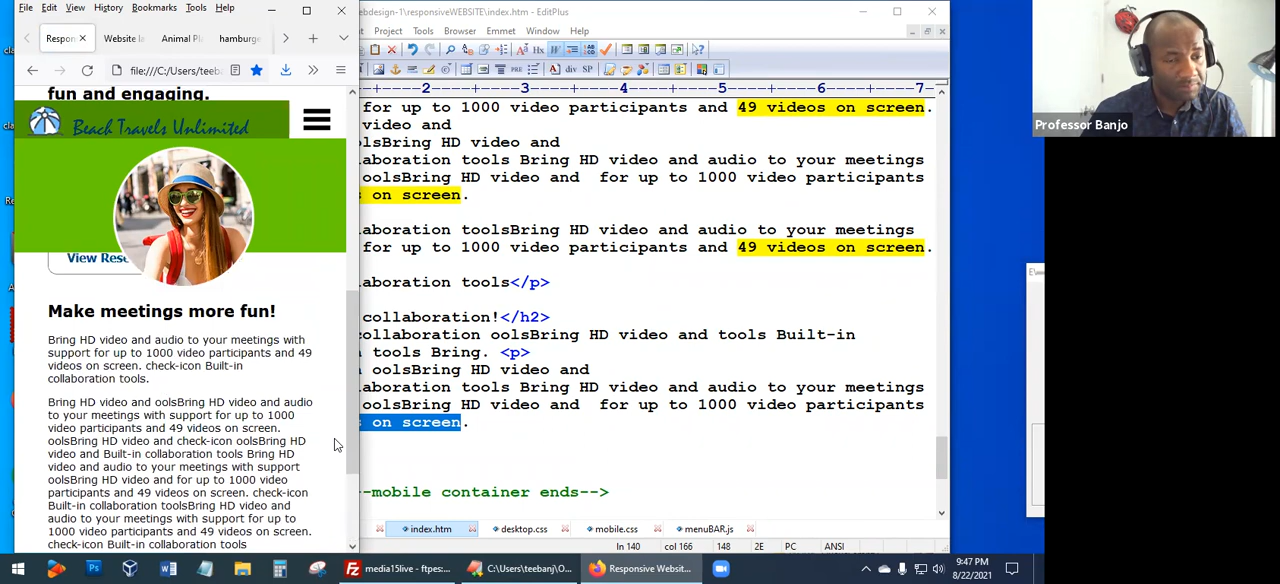 File Edit View History Bookmarks Tools Help
Respon Website la Animal Pl hamburge
file:///C:/Users/teeba
fun and engaging.
Beach Travels Unlimited
View Rese
Make meetings more fun!
Bring HD video and audio to your meetings with
support for up to 1000 video participants and 49
videos on screen. check-icon Built-in
collaboration tools.
Bring HD video and oolsBring HD video and audio
to your meetings with support for up to 1000
video participants and 49 videos on screen.
oolsBring HD video and check-icon oolsBring HD
video and Built-in collaboration tools Bring HD
video and audio to your meetings with support
oolsBring HD video and for up to 1000 video
participants and 49 videos on screen. check-icon
Built-in collaboration toolsBring HD video and
audio to your meetings with support for up to
1000 video participants and 49 videos on screen.
check-icon Built-in collaboration tools
ebdesign-1\responsiveWEBSITE\index.htm - EditPlus
Project Tools Browser Emmet Window Help
----+----2----+----3----+----4----+----5----+----6----+----7-
for up to 1000 video participants and 49 videos on screen.
video and
olsBring HD video and
aboration tools Bring HD video and audio to your meetings
oolsBring HD video and for up to 1000 video participants
s on screen.
aboration toolsBring HD video and audio to your meetings
for up to 1000 video participants and 49 videos on screen.
aboration tools</p>
collaboration!</h2>
collaboration oolsBring HD video and tools Built-in
n tools Bring. <p>
n oolsBring HD video and
aboration tools Bring HD video and audio to your meetings
oolsBring HD video and for up to 1000 video participants
s on screen.
--mobile container ends-->
index.htm desktop.css mobile.css menuBAR.js
Ln 140 col 166 148 2E PC ANSI
Professor Banjo
media15live - ftpes:... C:\Users\teebanj\O... Responsive Websit...
9:47 PM
8/22/2021